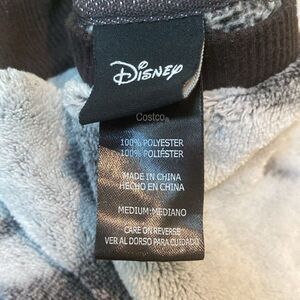 Disney
Costco®
100% POLYESTER
100% POLIÉSTER
MADE IN CHINA
HECHO EN CHINA
MEDIUM:MEDIANO
CARE ON REVERSE
VER AL DORSO PARA CUIDADO